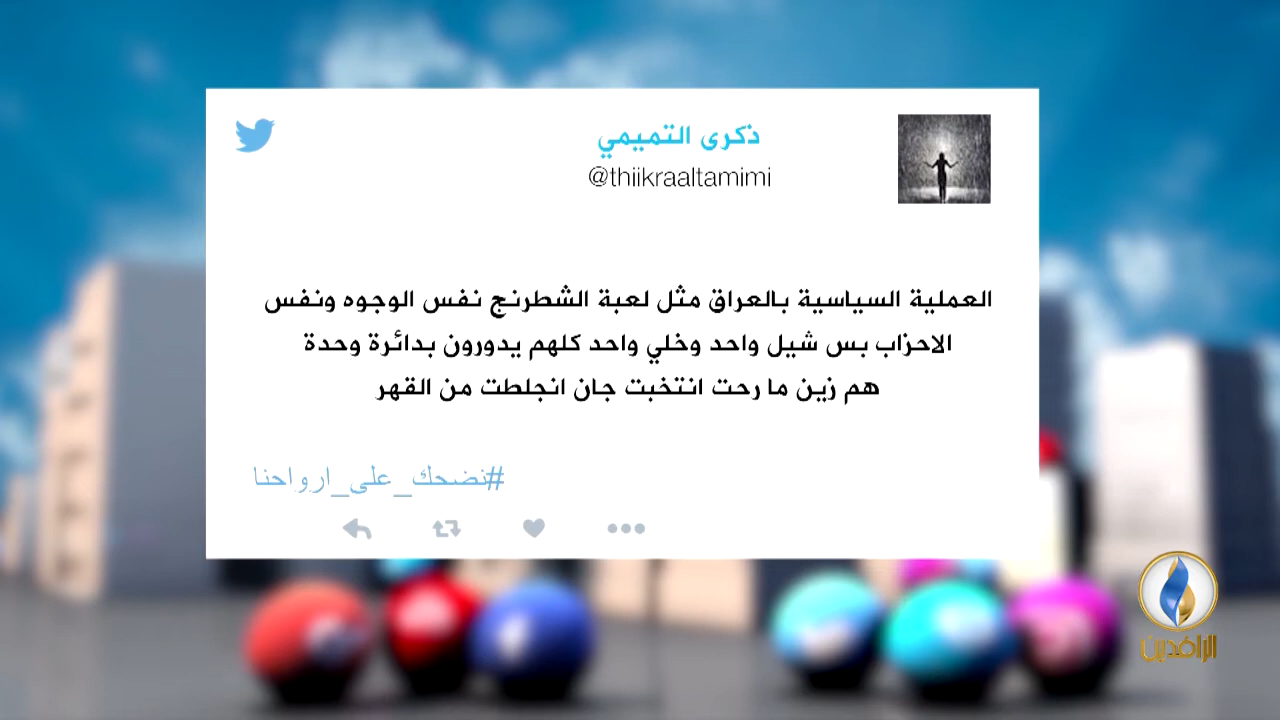 ذكرى التميمي
@thiikraaltamimi
العملية السياسية بالعراق مثل لعبة الشطرنج نفس الوجوه ونفس
الاحزاب بس شيل واحد وخلي واحد كلهم يدورون بدائرة وحدة
هم زين ما رحت انتخبت جان انجلطت من القهر
#نضحك_على_ارواحنا
الرافدين